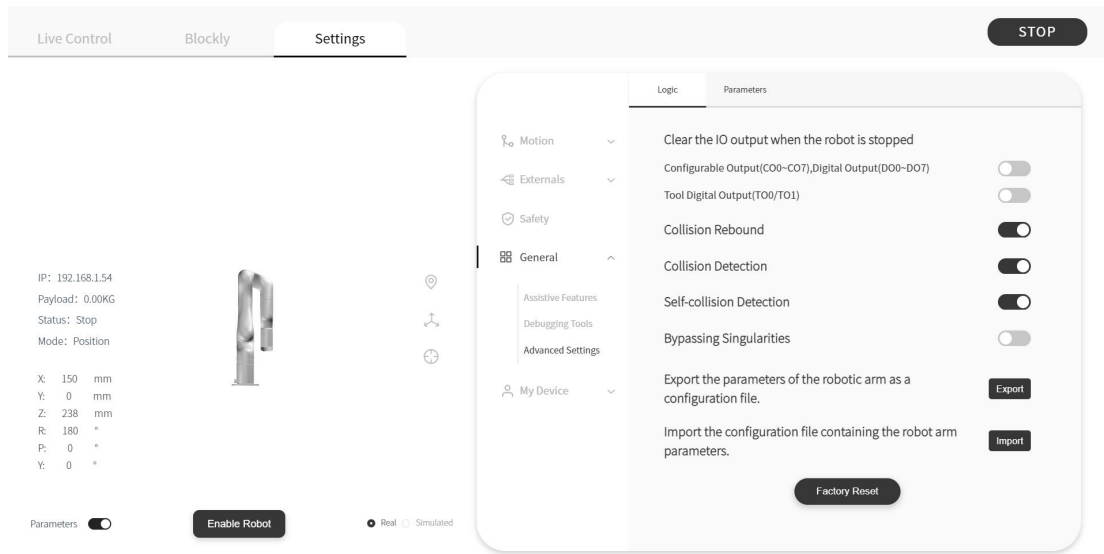 Live Control
Blockly
Settings
STOP
Logic
Parameters
Motion
Externals
Safety
General
Assistive Features
Debugging Tools
Advanced Settings
My Device
Clear the IO output when the robot is stopped
Configurable Output(CO0~CO7),Digital Output(DO0~DO7)
Tool Digital Output(TO0/TO1)
Collision Rebound
Collision Detection
Self-collision Detection
Bypassing Singularities
Export the parameters of the robotic arm as a
configuration file.
Export
Import the configuration file containing the robot arm
parameters.
Import
Factory Reset
IP: 192.168.1.54
Payload: 0.00KG
Status: Stop
Mode: Position
X: 150 mm
Y: 0 mm
Z: 238 mm
R: 180 °
P: 0 °
Y: 0 °
Parameters
Enable Robot
Real
Simulated